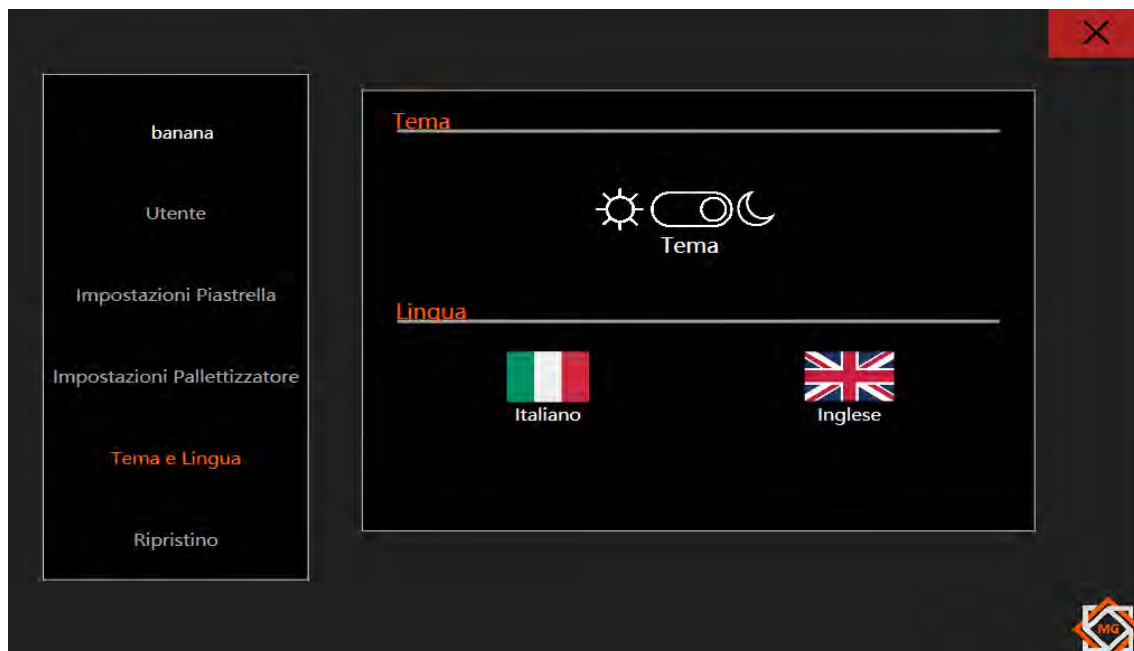 banana
Utente
Impostazioni Piastrella
Impostazioni Pallettizzatore
Tema e Lingua
Ripristino
Tema
Tema
Lingua
Italiano
Inglese
MG